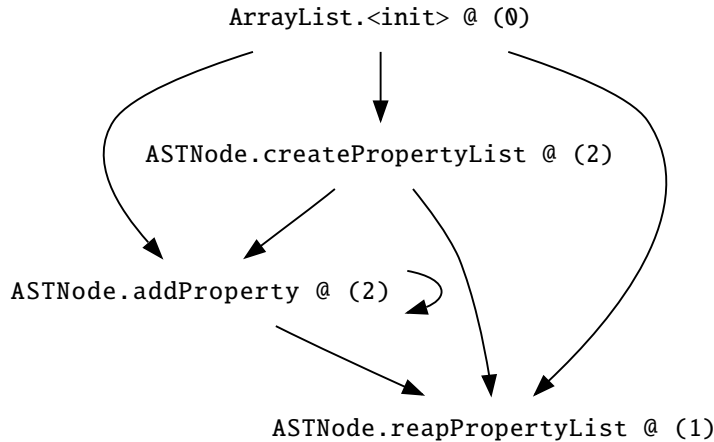 ArrayList.<init> @ (0)
ASTNode.createPropertyList @ (2)
ASTNode.addProperty @ (2)
ASTNode.reapPropertyList @ (1)